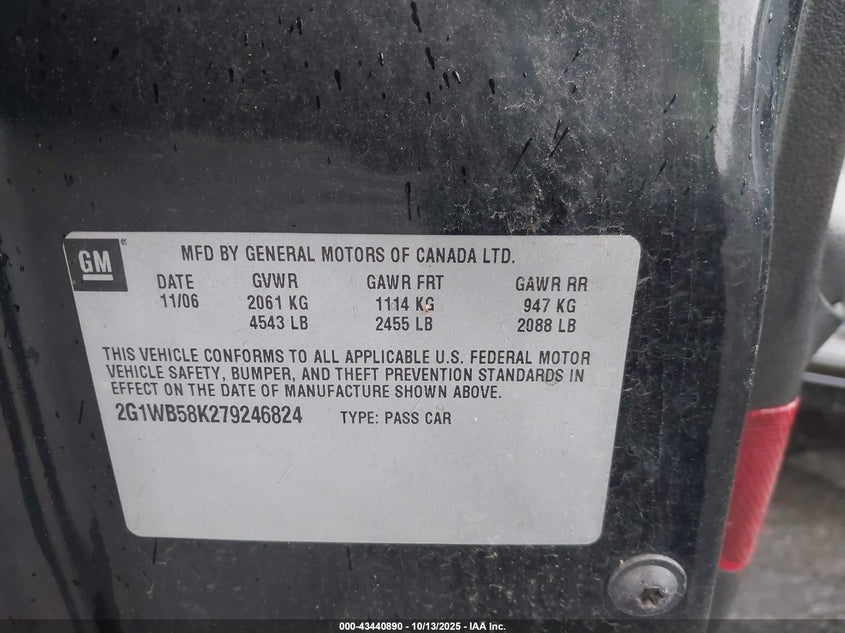 GM
MFD BY GENERAL MOTORS OF CANADA LTD.
DATE GVWR GAWR FRT GAWR RR
11/06 2061 KG 1114 KG 947 KG
4543 LB 2455 LB 2088 LB
THIS VEHICLE CONFORMS TO ALL APPLICABLE U.S. FEDERAL MOTOR
VEHICLE SAFETY, BUMPER, AND THEFT PREVENTION STANDARDS IN
EFFECT ON THE DATE OF MANUFACTURE SHOWN ABOVE.
2G1WB58K279246824 TYPE: PASS CAR
000-43440890 - 10/13/2025 - IAA Inc.